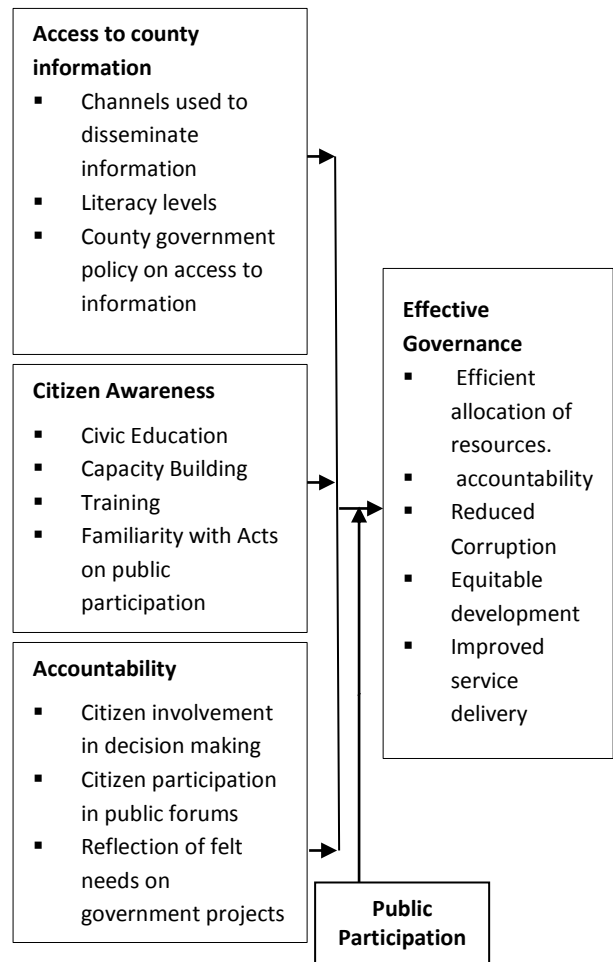 Access to county
information
▪ Channels used to
disseminate
information
▪ Literacy levels
▪ County government
policy on access to
information
Citizen Awareness
▪ Civic Education
▪ Capacity Building
▪ Training
▪ Familiarity with Acts
on public
participation
Accountability
▪ Citizen involvement
in decision making
▪ Citizen participation
in public forums
▪ Reflection of felt
needs on
government projects
Effective
Governance
▪ Efficient
allocation of
resources.
▪ accountability
▪ Reduced
Corruption
▪ Equitable
development
▪ Improved
service
delivery
Public
Participation